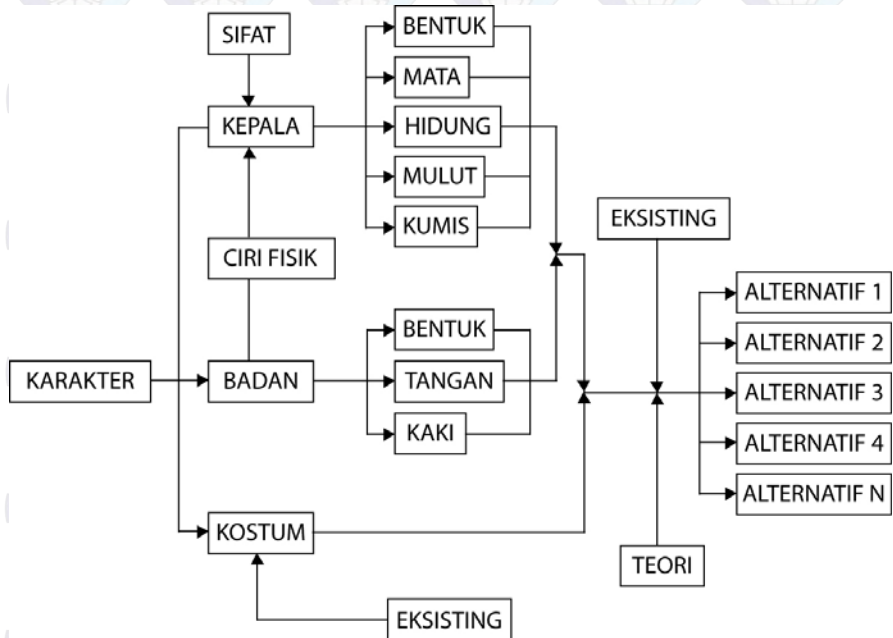 SIFAT
BENTUK
MATA
KEPALA
HIDUNG
MULUT
KUMIS
EKSISTING
CIRI FISIK
ALTERNATIF 1
BENTUK
ALTERNATIF 2
KARAKTER
BADAN
TANGAN
ALTERNATIF 3
KAKI
ALTERNATIF 4
ALTERNATIF N
KOSTUM
TEORI
EKSISTING